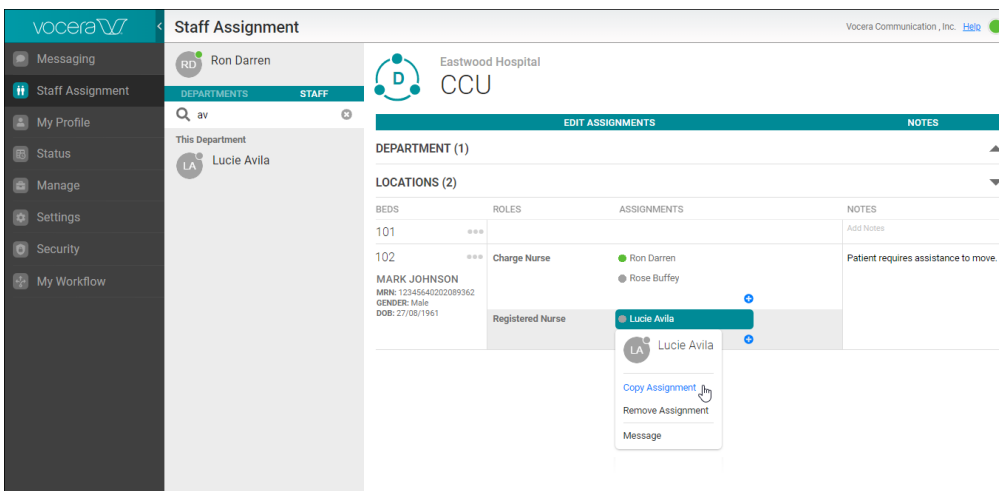 vocera
Staff Assignment
Vocera Communication , Inc. Help
Messaging
Staff Assignment
My Profile
Status
Manage
Settings
Security
My Workflow
RD
Ron Darren
DEPARTMENTS STAFF
av
This Department
LA
Lucie Avila
D
Eastwood Hospital
CCU
EDIT ASSIGNMENTS NOTES
DEPARTMENT (1)
LOCATIONS (2)
BEDS ROLES ASSIGNMENTS NOTES
101 Add Notes
102 Charge Nurse Ron Darren Patient requires assistance to move.
MARK JOHNSON Rose Buffey
MRN: 12345640202089362
GENDER: Male
DOB: 27/08/1961
Registered Nurse Lucie Avila
LA Lucie Avila
Copy Assignment
Remove Assignment
Message